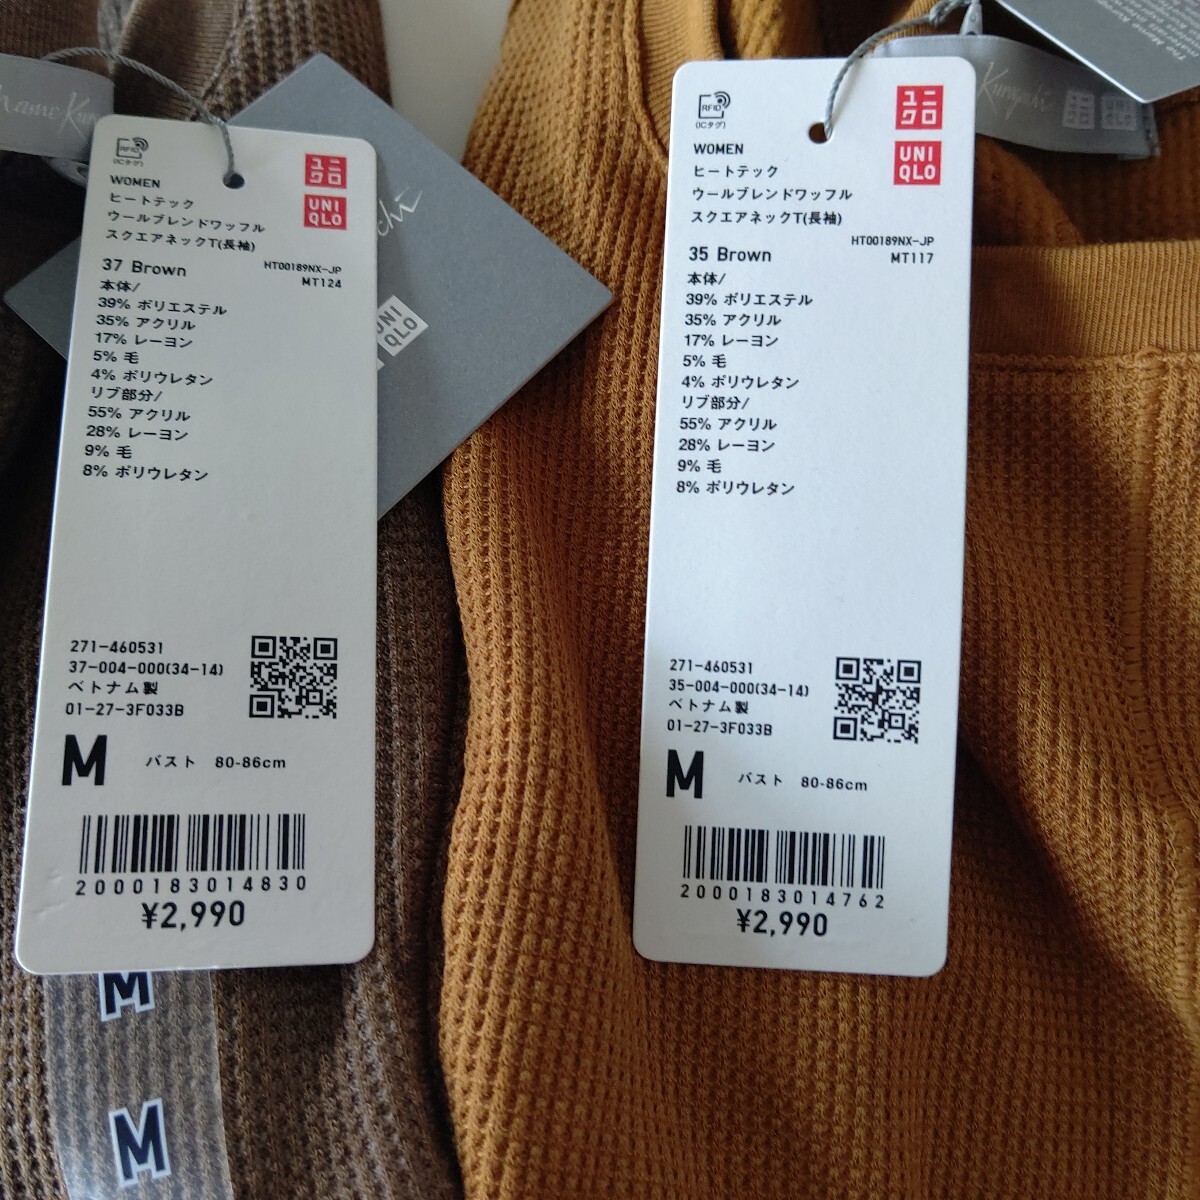 RFID
(ICタグ)
ユニ
クロ
UNI
QLO
WOMEN
ヒートテック
ウールブレンドワッフル
スクエアネックT(長袖)
HT00189NX-JP
37 Brown
MT124
本体/
39% ポリエステル
35% アクリル
17% レーヨン
5% 毛
4% ポリウレタン
リブ部分/
55% アクリル
28% レーヨン
9% 毛
8% ポリウレタン
271-460531
37-004-000(34-14)
ベトナム製
01-27-3F033B
M バスト 80-86cm
2000183014830
¥2,990
M
M
UNI
QLO
RFID
(ICタグ)
ユニ
クロ
UNI
QLO
WOMEN
ヒートテック
ウールブレンドワッフル
スクエアネックT(長袖)
HT00189NX-JP
35 Brown
MT117
本体/
39% ポリエステル
35% アクリル
17% レーヨン
5% 毛
4% ポリウレタン
リブ部分/
55% アクリル
28% レーヨン
9% 毛
8% ポリウレタン
271-460531
35-004-000(34-14)
ベトナム製
01-27-3F033B
M バスト 80-86cm
2000183014762
¥2,990